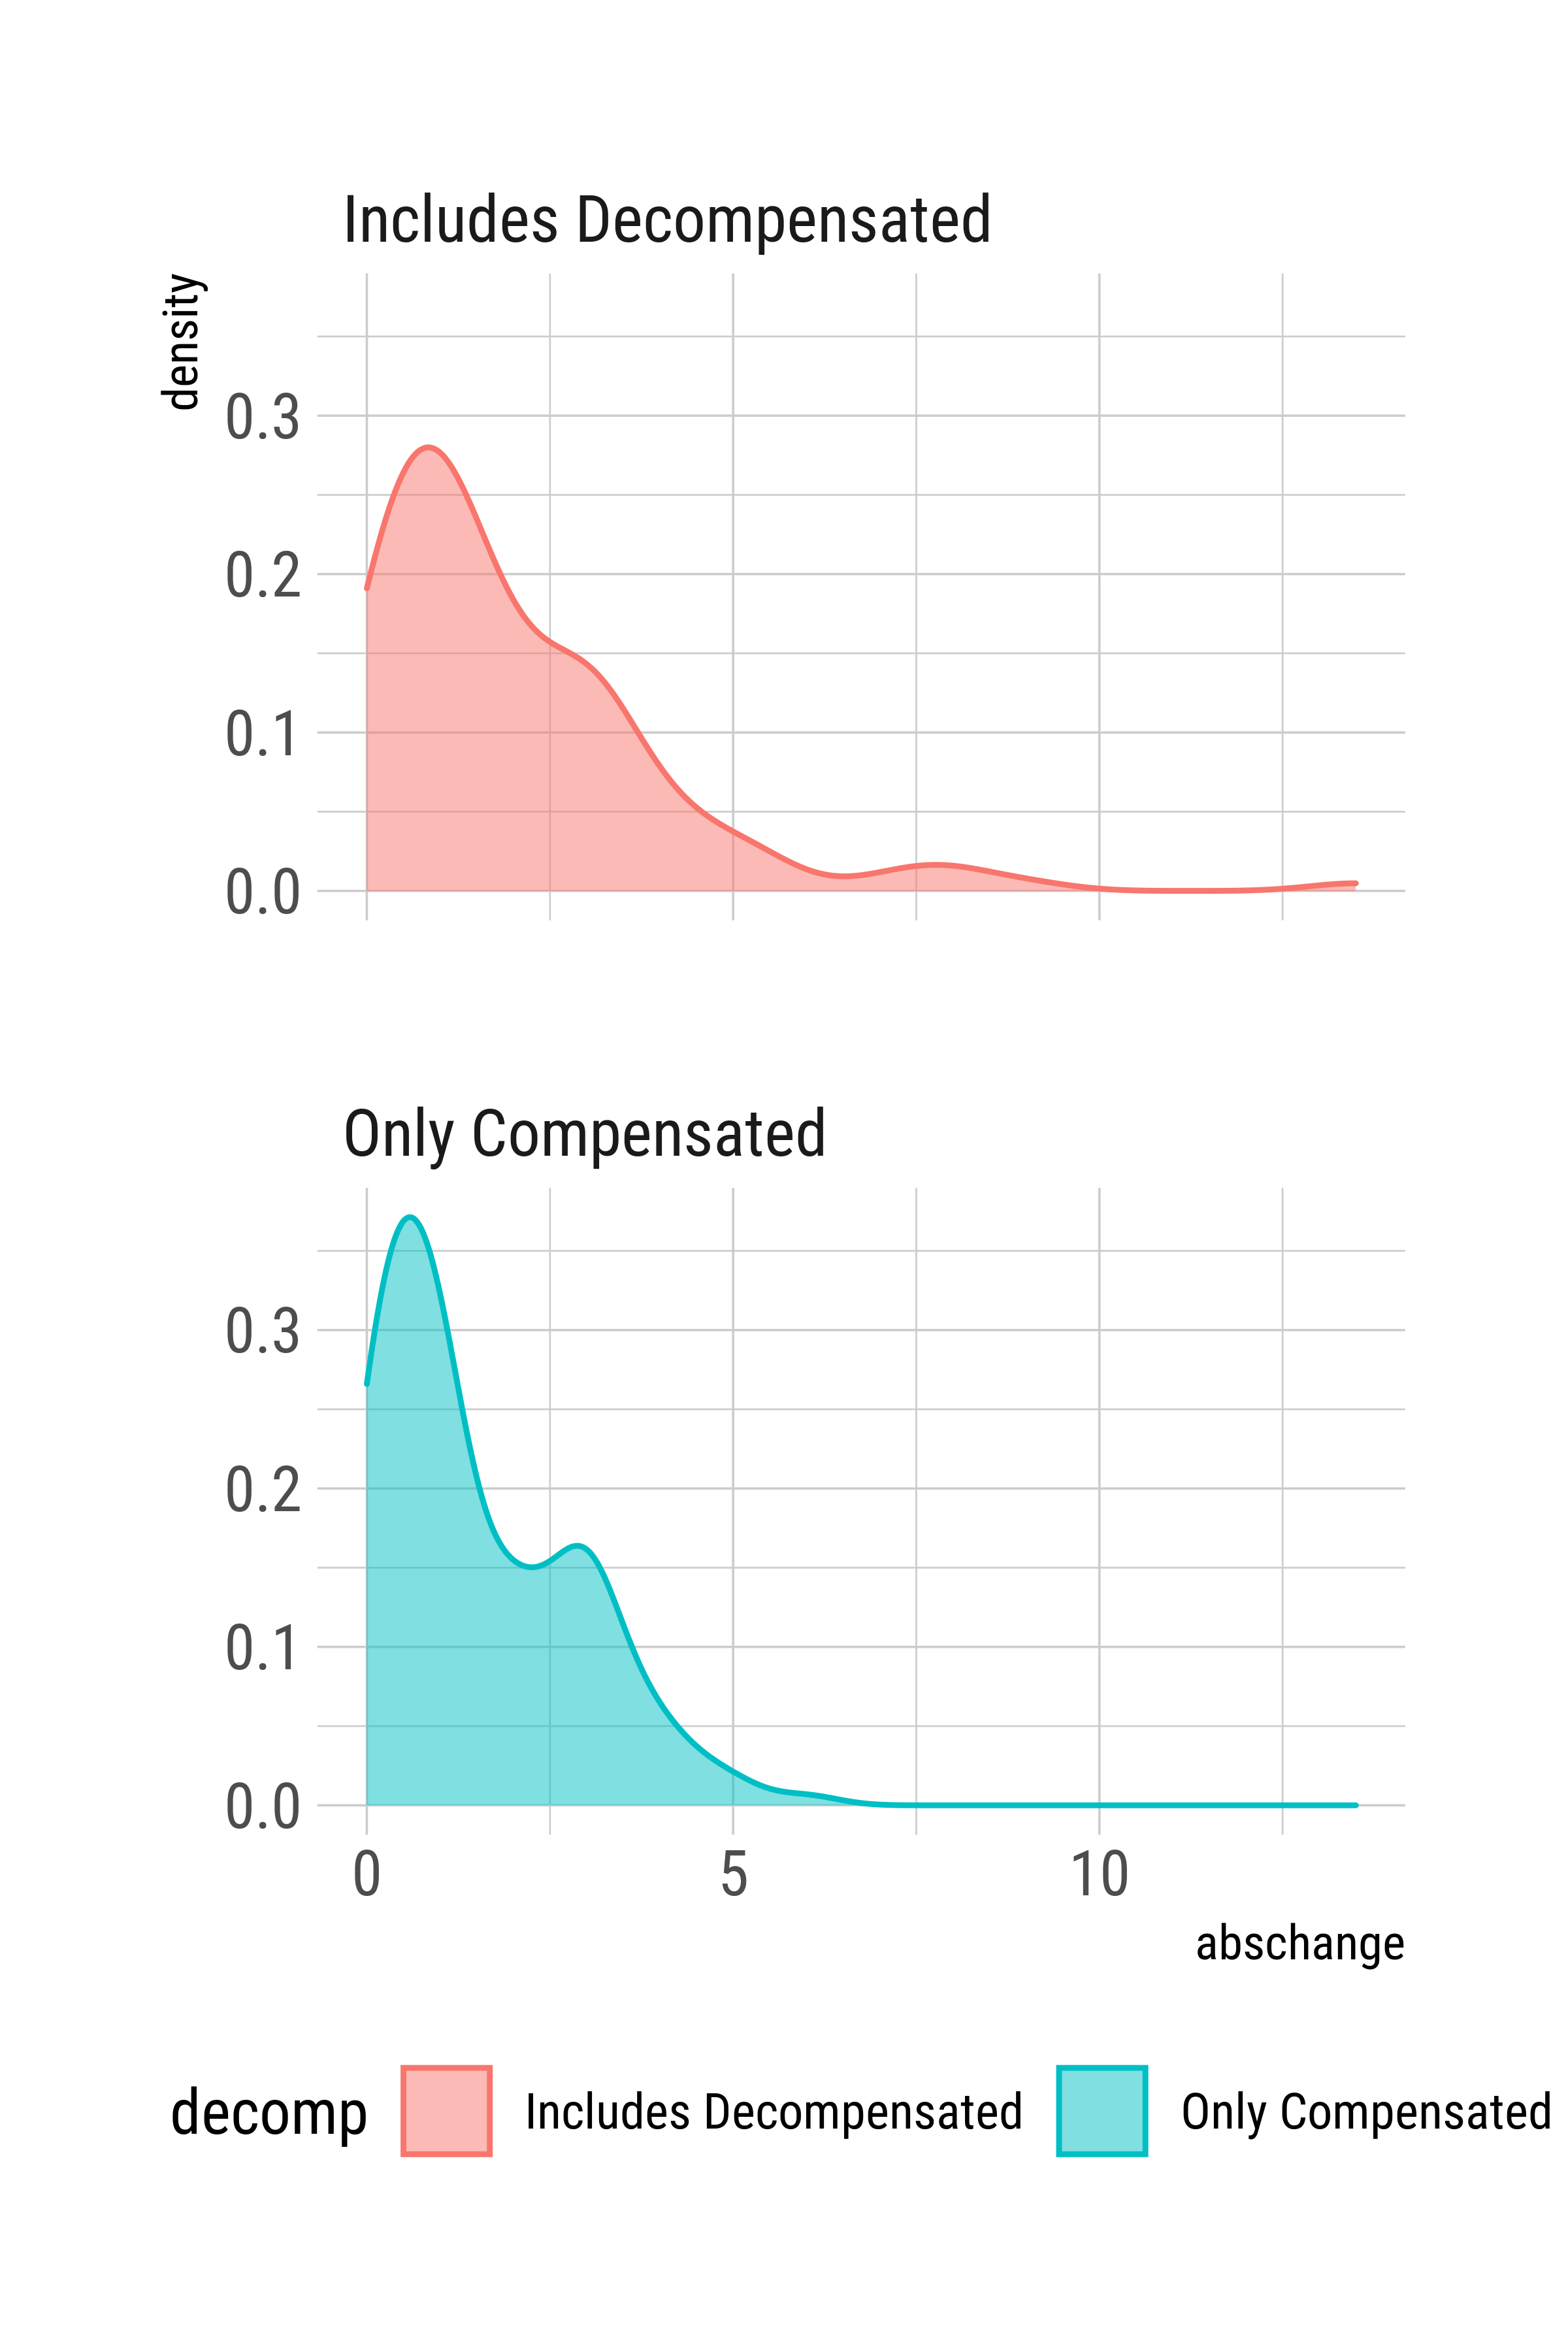 Includes Decompensated
density
0.3
0.2
0.1
0.0
Only Compensated
0.3
0.2
0.1
0.0
0 5 10
abschange
decomp Includes Decompensated Only Compensated